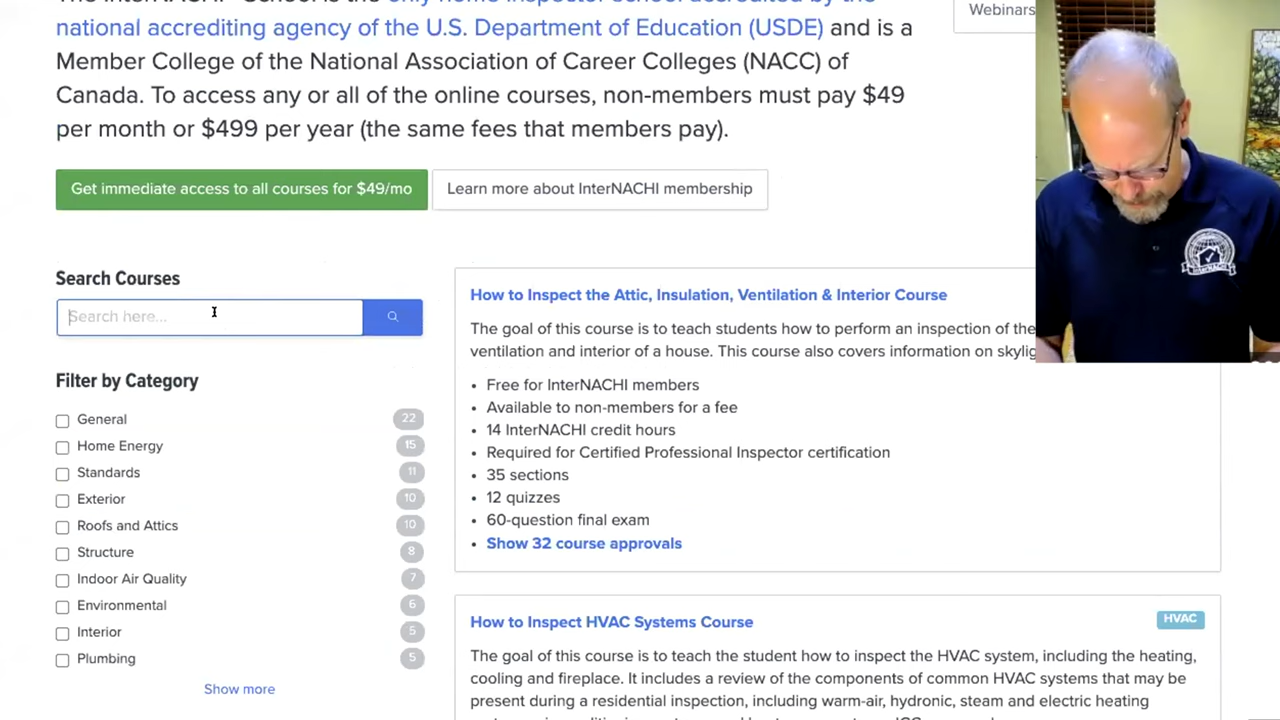 national accrediting agency of the U.S. Department of Education (USDE) and is a
Member College of the National Association of Career Colleges (NACC) of
Canada. To access any or all of the online courses, non-members must pay $49
per month or $499 per year (the same fees that members pay).
Webinars
Get immediate access to all courses for $49/mo
Learn more about InterNACHI membership
Search Courses
Search here...
Filter by Category
General 22
Home Energy 15
Standards 11
Exterior 10
Roofs and Attics 10
Structure 8
Indoor Air Quality 7
Environmental 6
Interior 5
Plumbing 5
Show more
How to Inspect the Attic, Insulation, Ventilation & Interior Course
The goal of this course is to teach students how to perform an inspection of the
ventilation and interior of a house. This course also covers information on
• Free for InterNACHI members
• Available to non-members for a fee
• 14 InterNACHI credit hours
• Required for Certified Professional Inspector certification
• 35 sections
• 12 quizzes
• 60-question final exam
• Show 32 course approvals
How to Inspect HVAC Systems Course
HVAC
The goal of this course is to teach the student how to inspect the HVAC system, including the heating,
cooling and fireplace. It includes a review of the components of common HVAC systems that may be
present during a residential inspection, including warm-air, hydronic, steam and electric heating